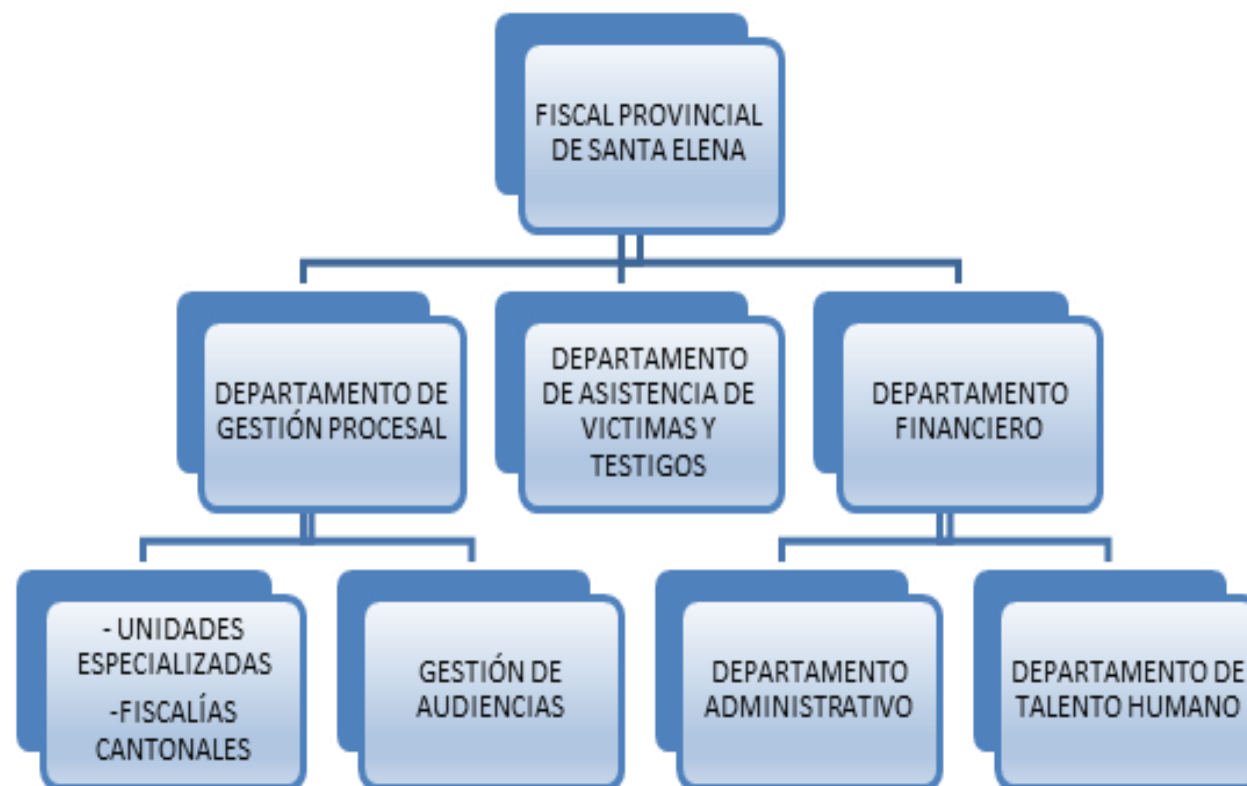 FISCAL PROVINCIAL
DE SANTA ELENA
DEPARTAMENTO DE
GESTIÓN PROCESAL
DEPARTAMENTO
DE ASISTENCIA DE
VICTIMAS Y
TESTIGOS
DEPARTAMENTO
FINANCIERO
- UNIDADES
ESPECIALIZADAS
-FISCALÍAS
CANTONALES
GESTIÓN DE
AUDIENCIAS
DEPARTAMENTO
ADMINISTRATIVO
DEPARTAMENTO DE
TALENTO HUMANO